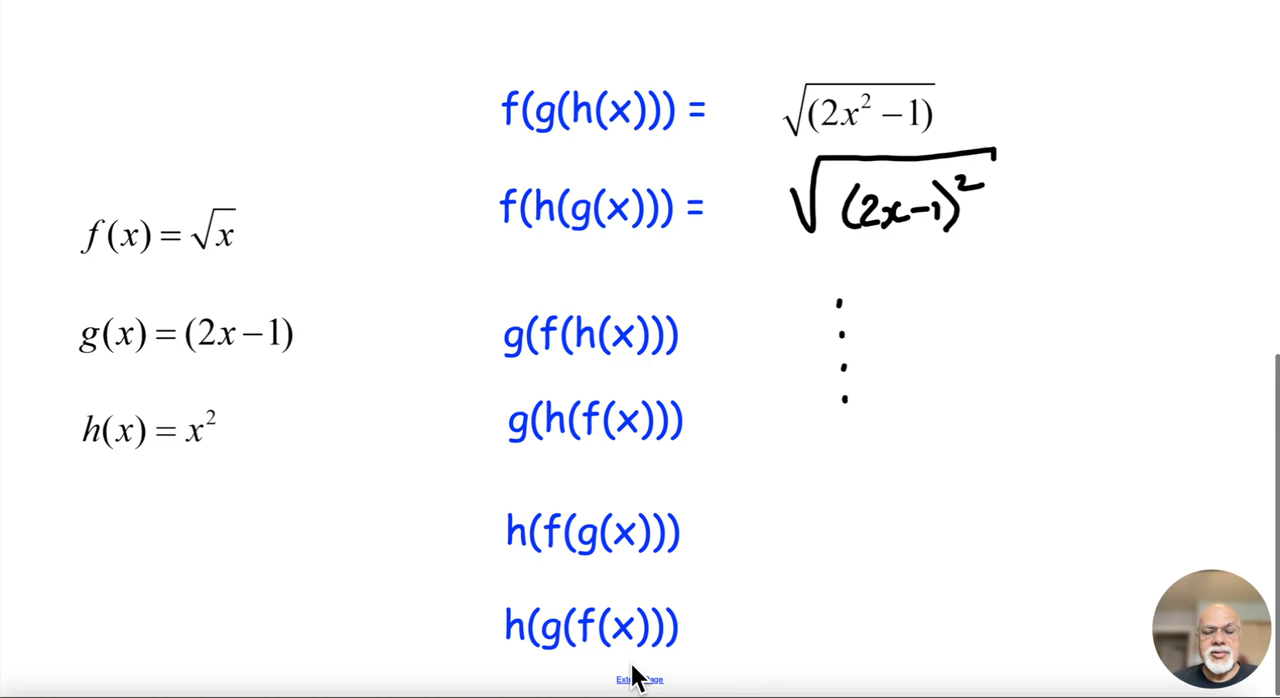 f(g(h(x))) = √(2x² − 1)
f(h(g(x))) = √(2x−1)²
f(x) = √x
g(x) = (2x − 1)
g(f(h(x)))
g(h(f(x)))
h(x) = x²
h(f(g(x)))
h(g(f(x)))